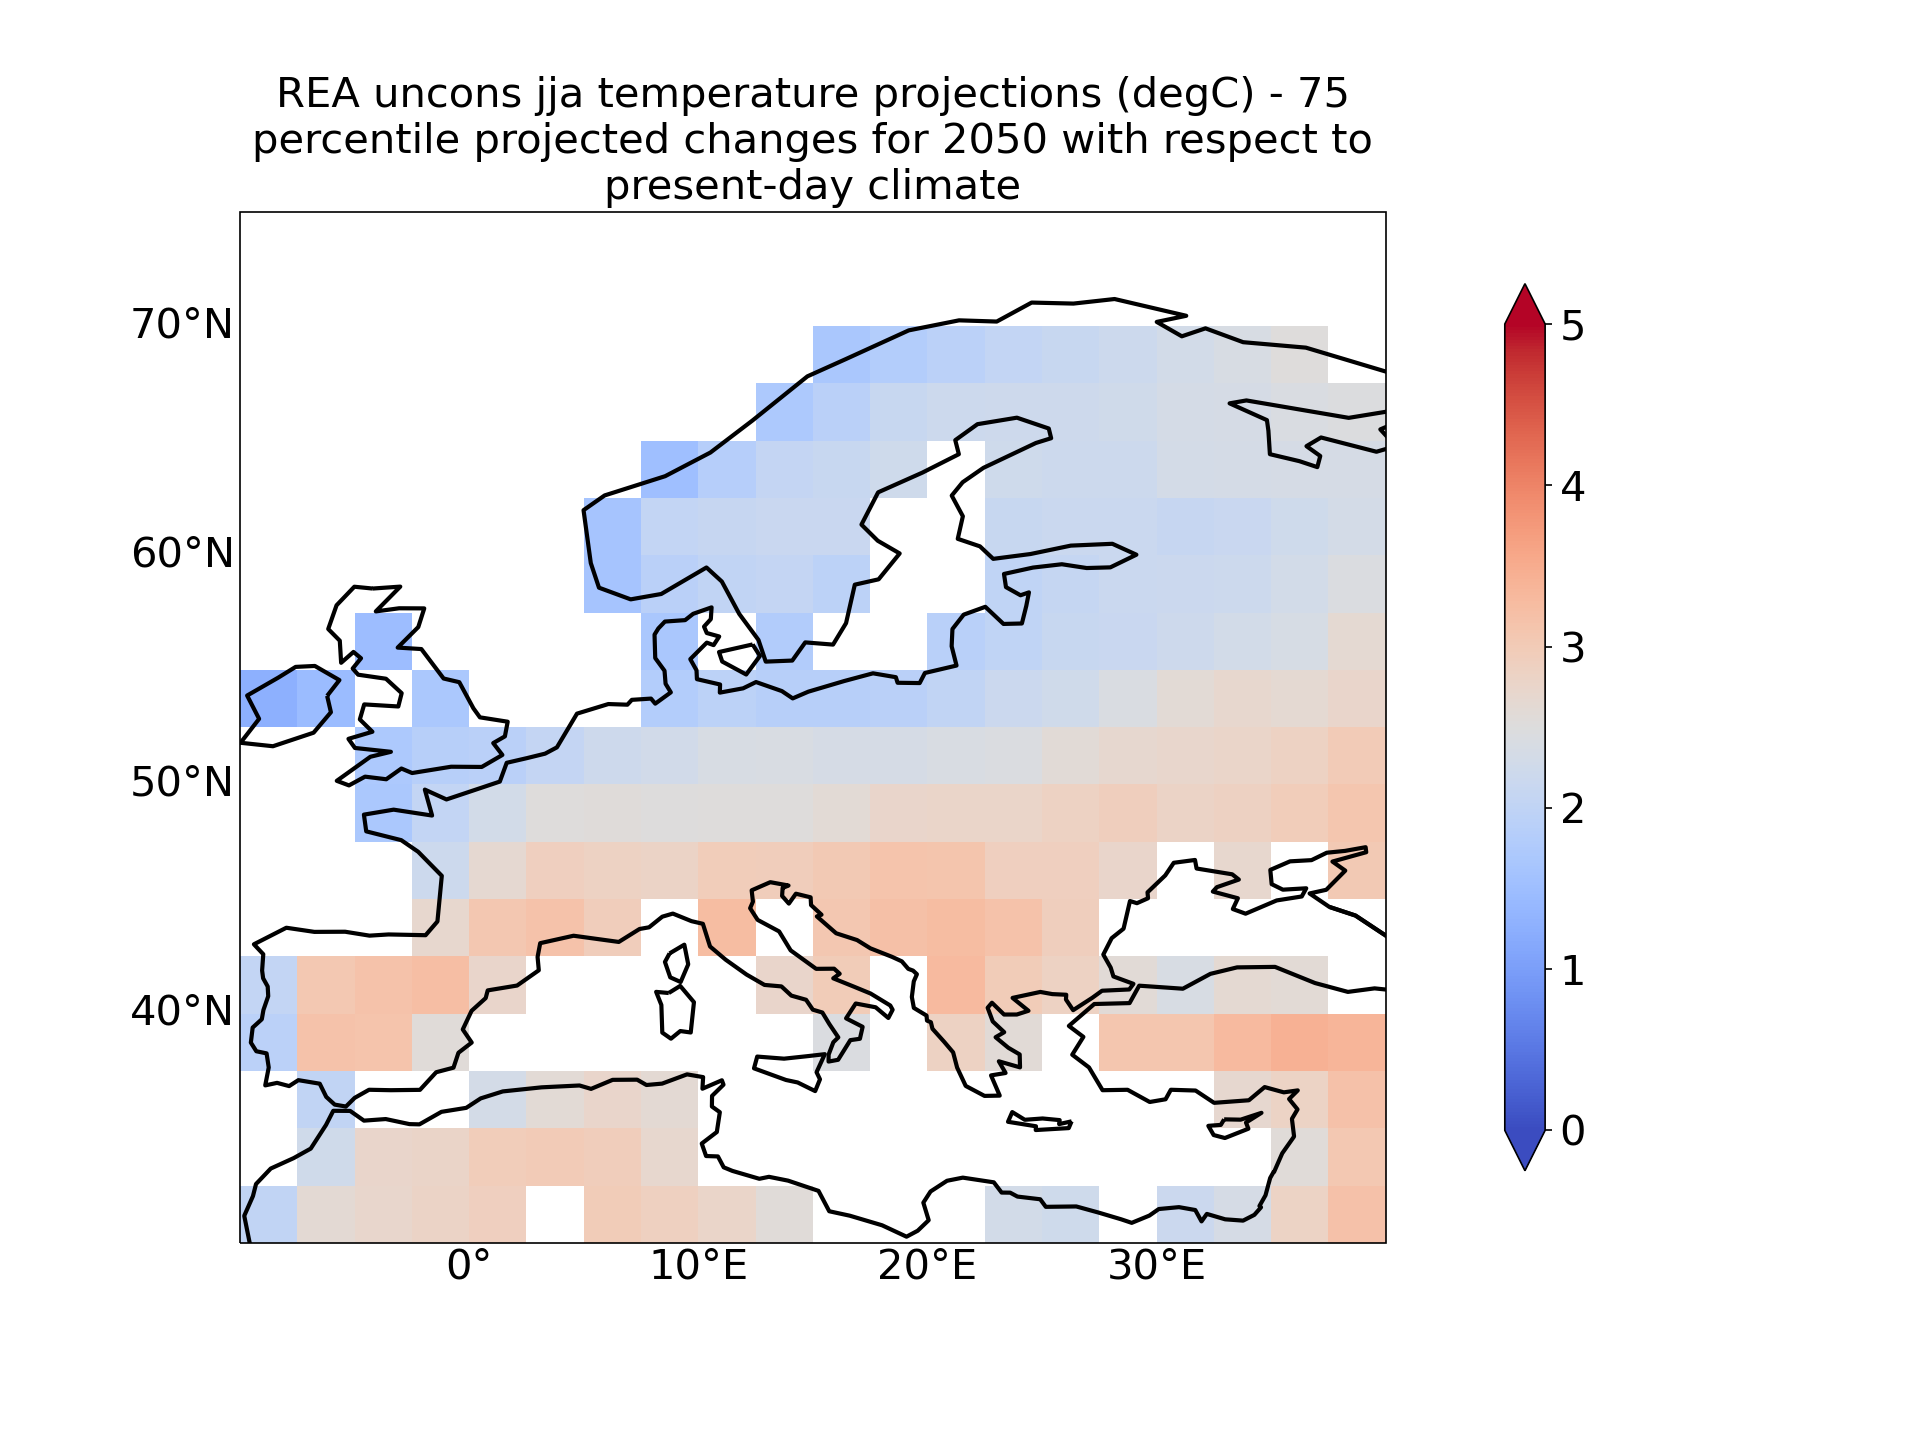 REA uncons jja temperature projections (degC) - 75
percentile projected changes for 2050 with respect to
present-day climate
70°N
60°N
50°N
40°N
0°
10°E
20°E
30°E
5
4
3
2
1
0